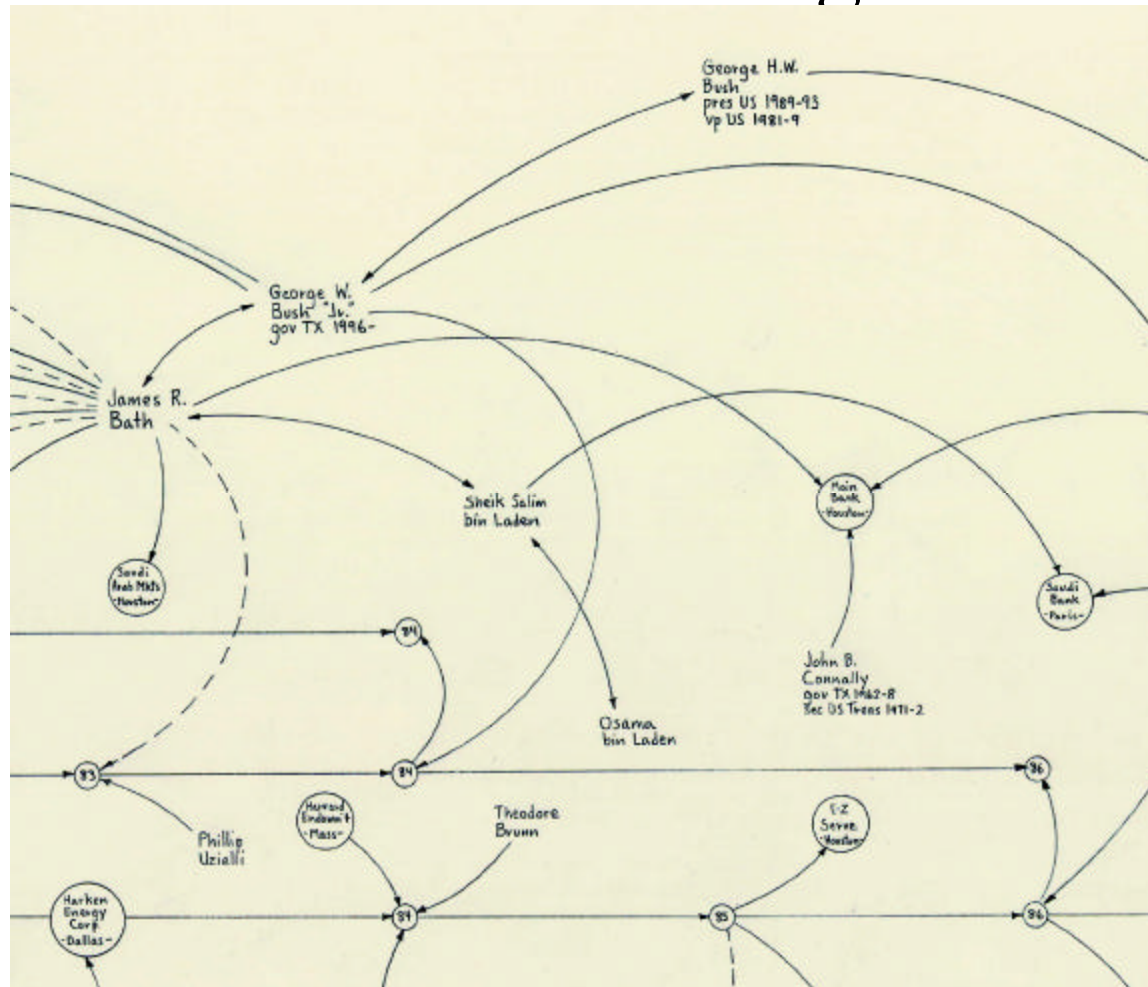 George H.W.
Bush
pres US 1989-93
vp US 1981-9
George W.
Bush "Jr."
gov TX 1996-
James R.
Bath
Sheik Salim
bin Laden
Main
Bank
-Houston-
Saudi
Arab Mkts
-Houston-
Saudi
Bank
-Paris-
84
John B.
Connally
gov TX 1962-8
Sec US Treas 1971-2
Osama
bin Laden
83
84
86
Harvard
Endowm't
-Mass-
Theodore
Brunn
E-Z
Serve
-Houston-
Phillip
Uzialli
Harken
Energy
Corp.
-Dallas-
84
85
86